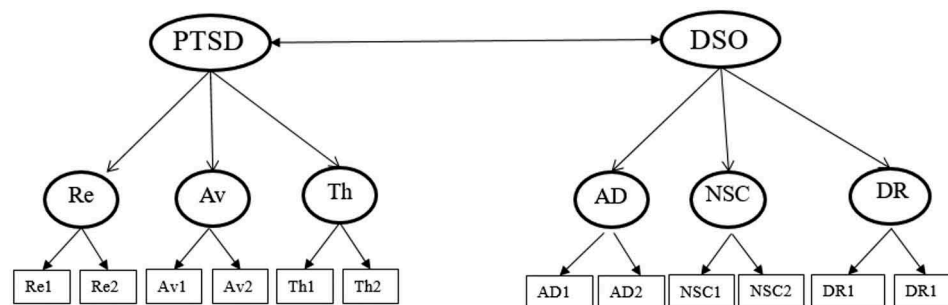 PTSD
DSO
Re
Av
Th
AD
NSC
DR
Re1
Re2
Av1
Av2
Th1
Th2
AD1
AD2
NSC1
NSC2
DR1
DR1